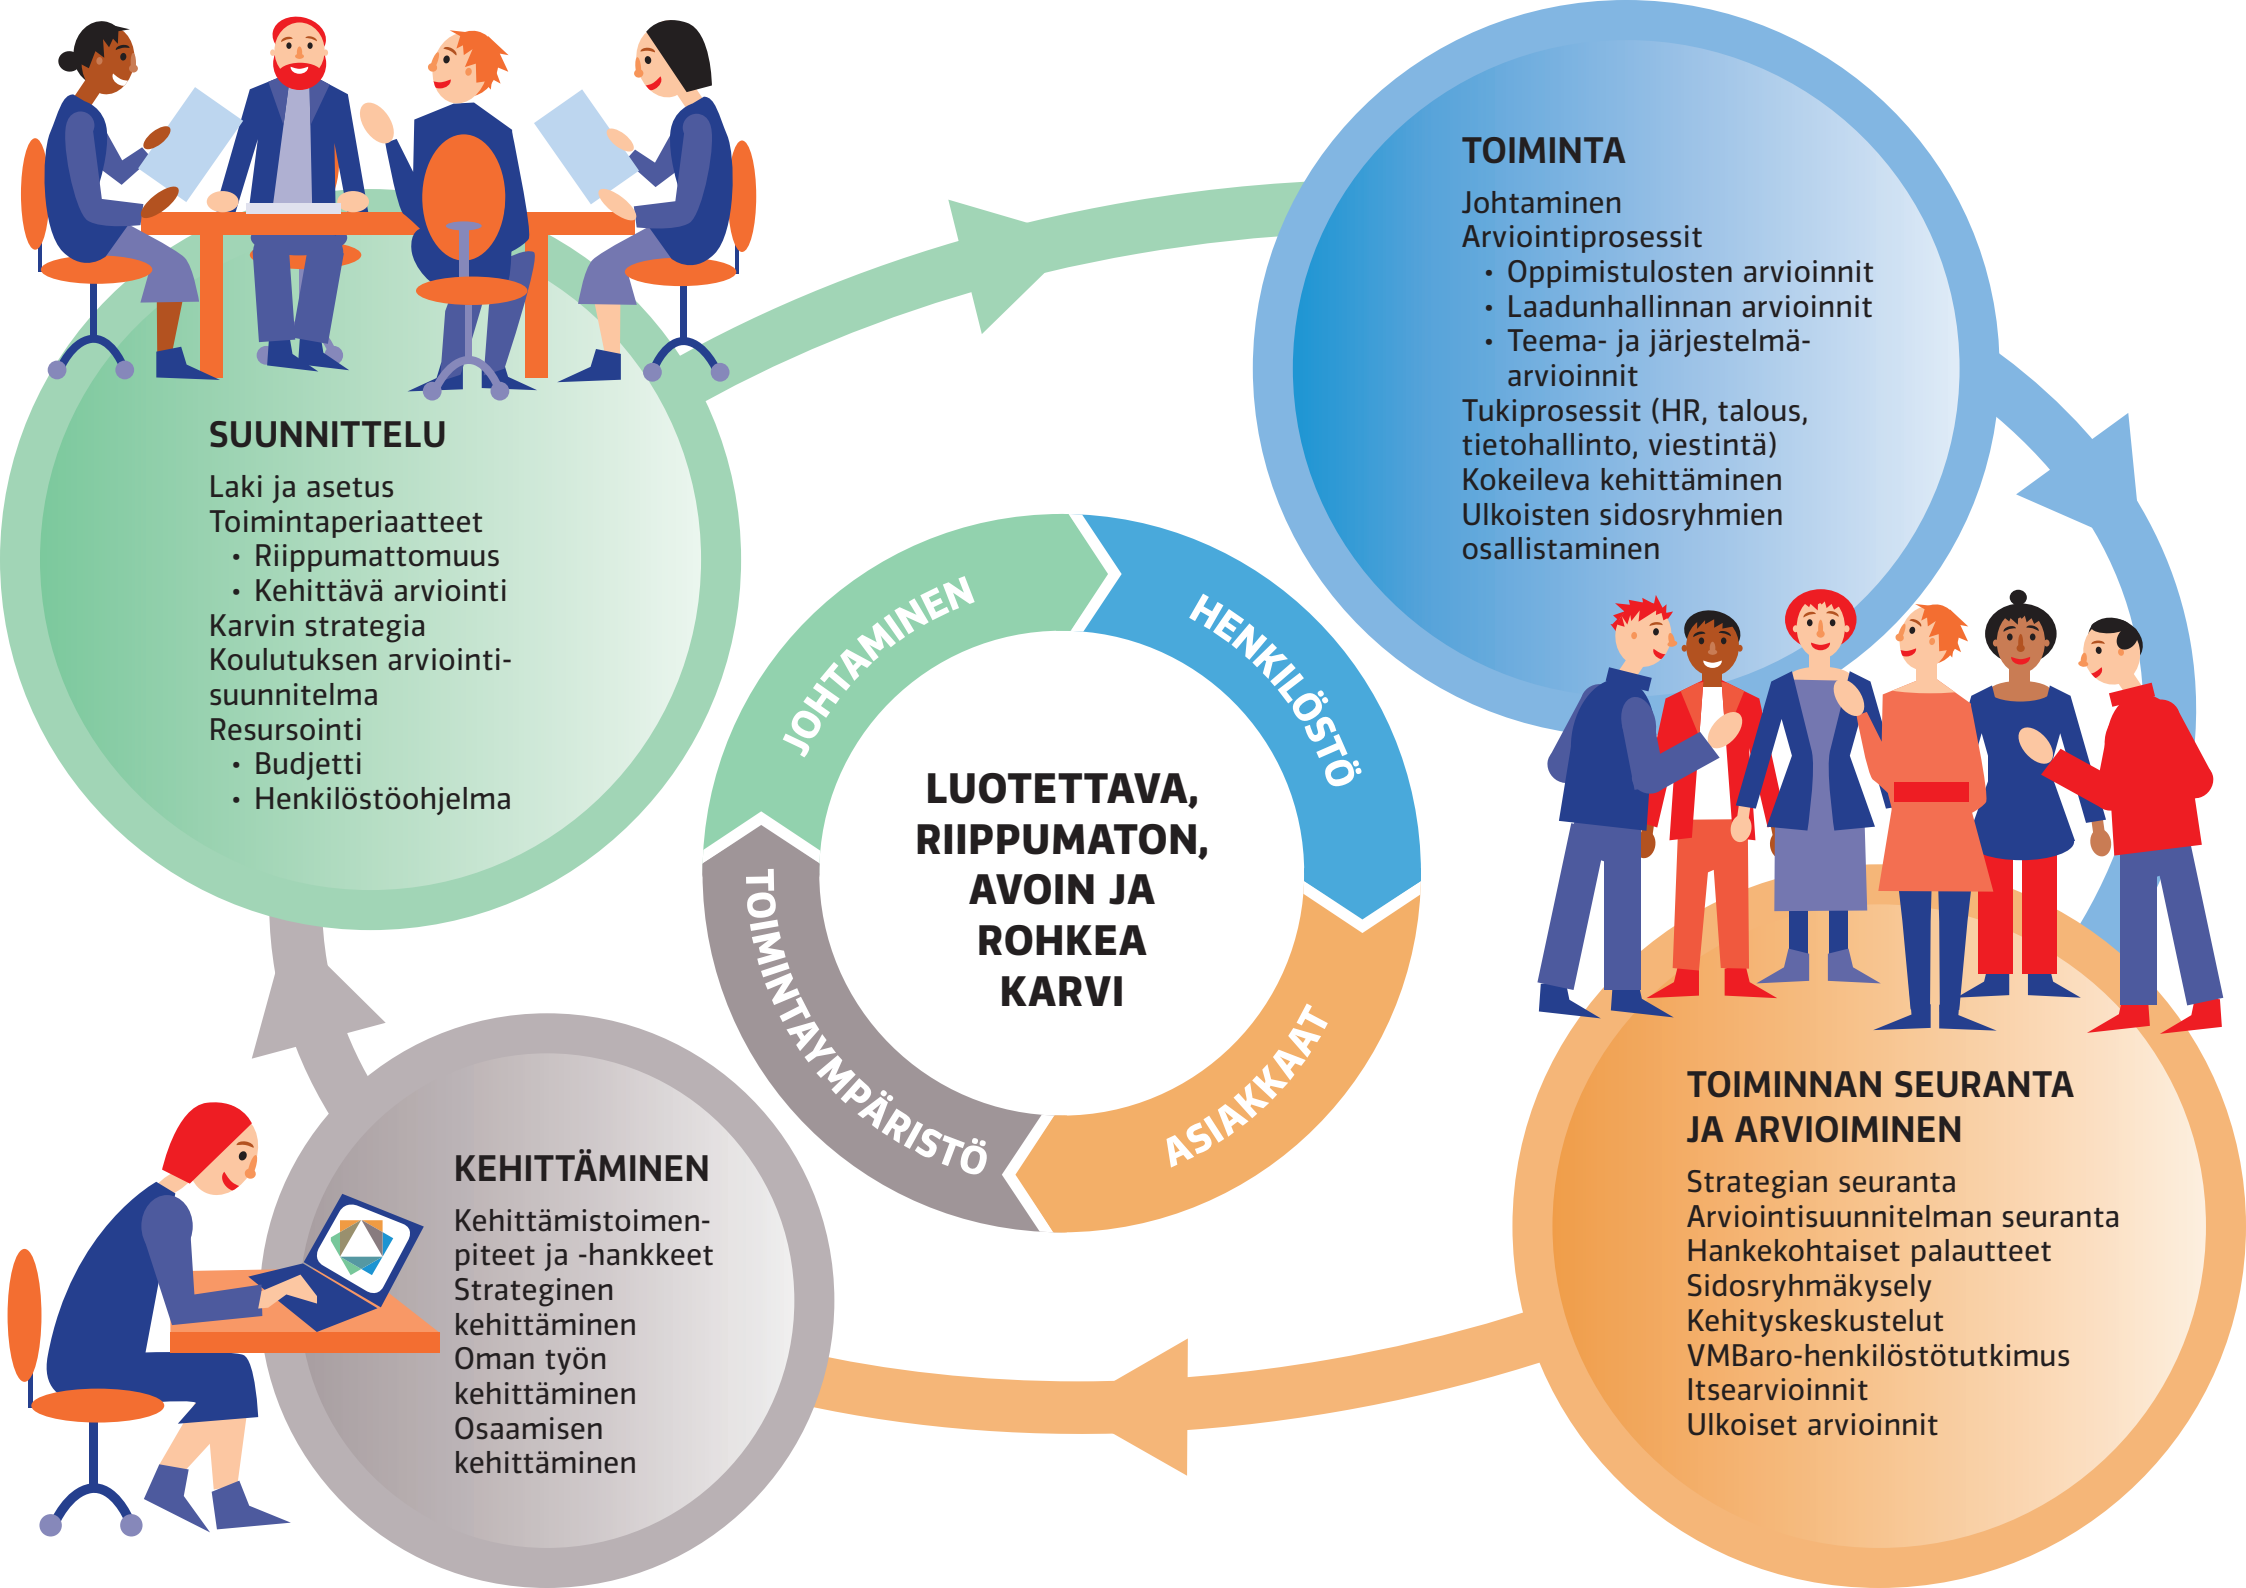 SUUNNITTELU
Laki ja asetus
Toimintaperiaatteet
• Riippumattomuus
• Kehittävä arviointi
Karvin strategia
Koulutuksen arviointi-
suunnitelma
Resursointi
• Budjetti
• Henkilöstöohjelma
TOIMINTA
Johtaminen
Arviointiprosessit
• Oppimistulosten arvioinnit
• Laadunhallinnan arvioinnit
• Teema- ja järjestelmä-
arvioinnit
Tukiprosessit (HR, talous,
tietohallinto, viestintä)
Kokeileva kehittäminen
Ulkoisten sidosryhmien
osallistaminen
JOHTAMINEN
HENKILÖSTÖ
ASIAKKAAT
TOIMINTAYMPÄRISTÖ
LUOTETTAVA,
RIIPPUMATON,
AVOIN JA
ROHKEA
KARVI
TOIMINNAN SEURANTA
JA ARVIOIMINEN
Strategian seuranta
Arviointisuunnitelman seuranta
Hankekohtaiset palautteet
Sidosryhmäkysely
Kehityskeskustelut
VMBaro-henkilöstötutkimus
Itsearvioinnit
Ulkoiset arvioinnit
KEHITTÄMINEN
Kehittämistoimen-
piteet ja -hankkeet
Strateginen
kehittäminen
Oman työn
kehittäminen
Osaamisen
kehittäminen